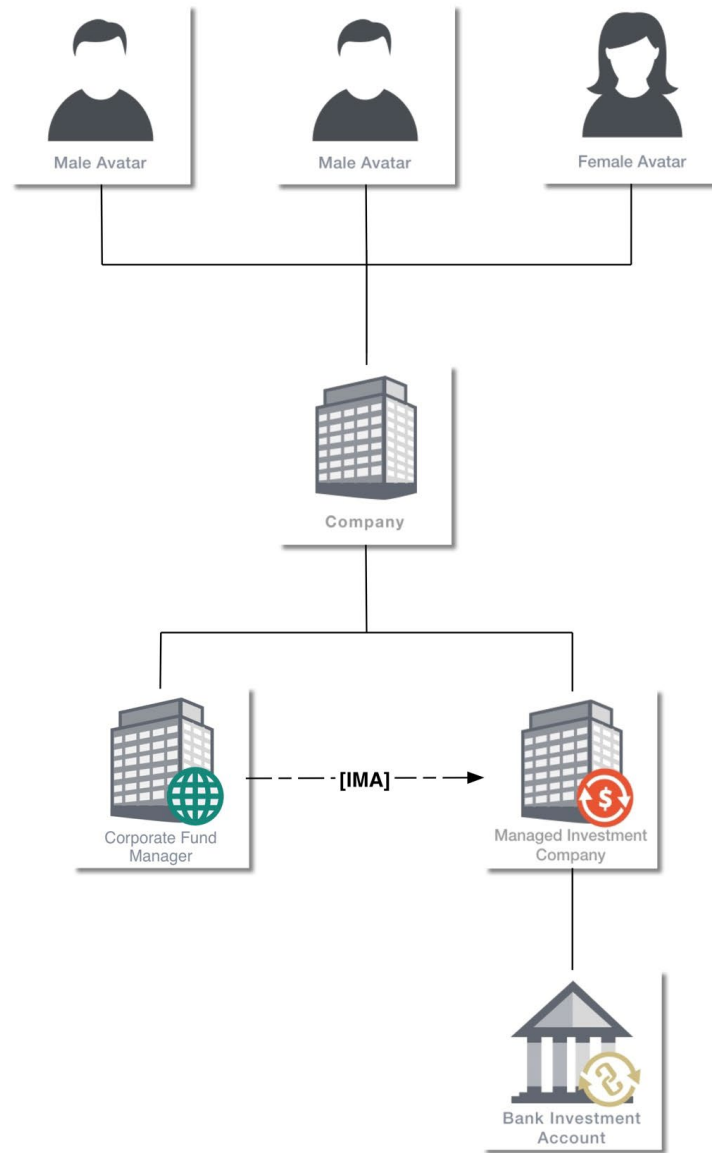 Male Avatar
Male Avatar
Female Avatar
Company
[IMA]
Corporate Fund
Manager
Managed Investment
Company
Bank Investment
Account